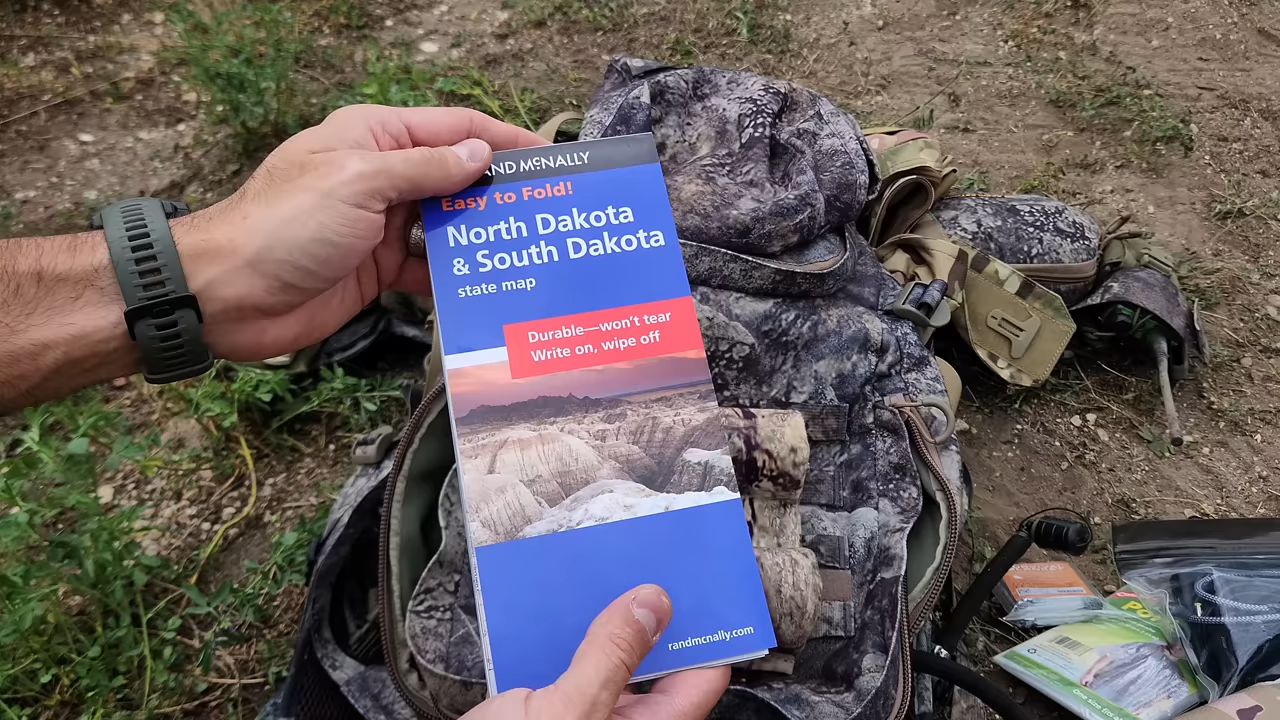 AND MCNALLY
Easy to Fold!
North Dakota
& South Dakota
state map
Durable—won't tear
Write on, wipe off
randmcnally.com